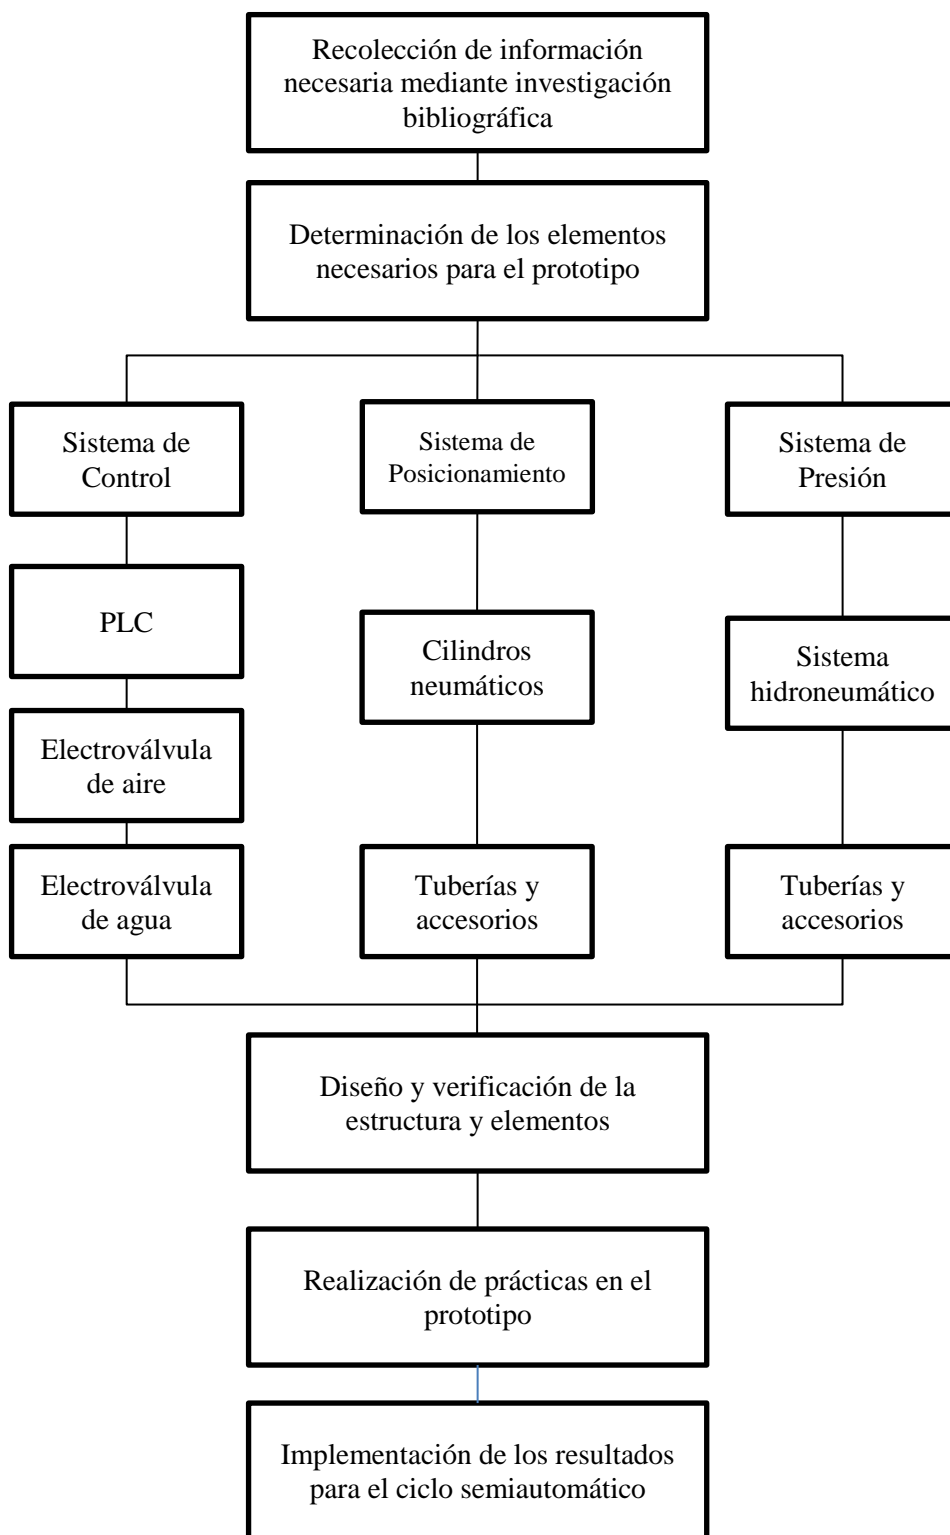 Recolección de información
necesaria mediante investigación
bibliográfica
Determinación de los elementos
necesarios para el prototipo
Sistema de
Control
Sistema de
Posicionamiento
Sistema de
Presión
PLC
Cilindros
neumáticos
Sistema
hidroneumático
Electroválvula
de aire
Electroválvula
de agua
Tuberías y
accesorios
Tuberías y
accesorios
Diseño y verificación de la
estructura y elementos
Realización de prácticas en el
prototipo
Implementación de los resultados
para el ciclo semiautomático